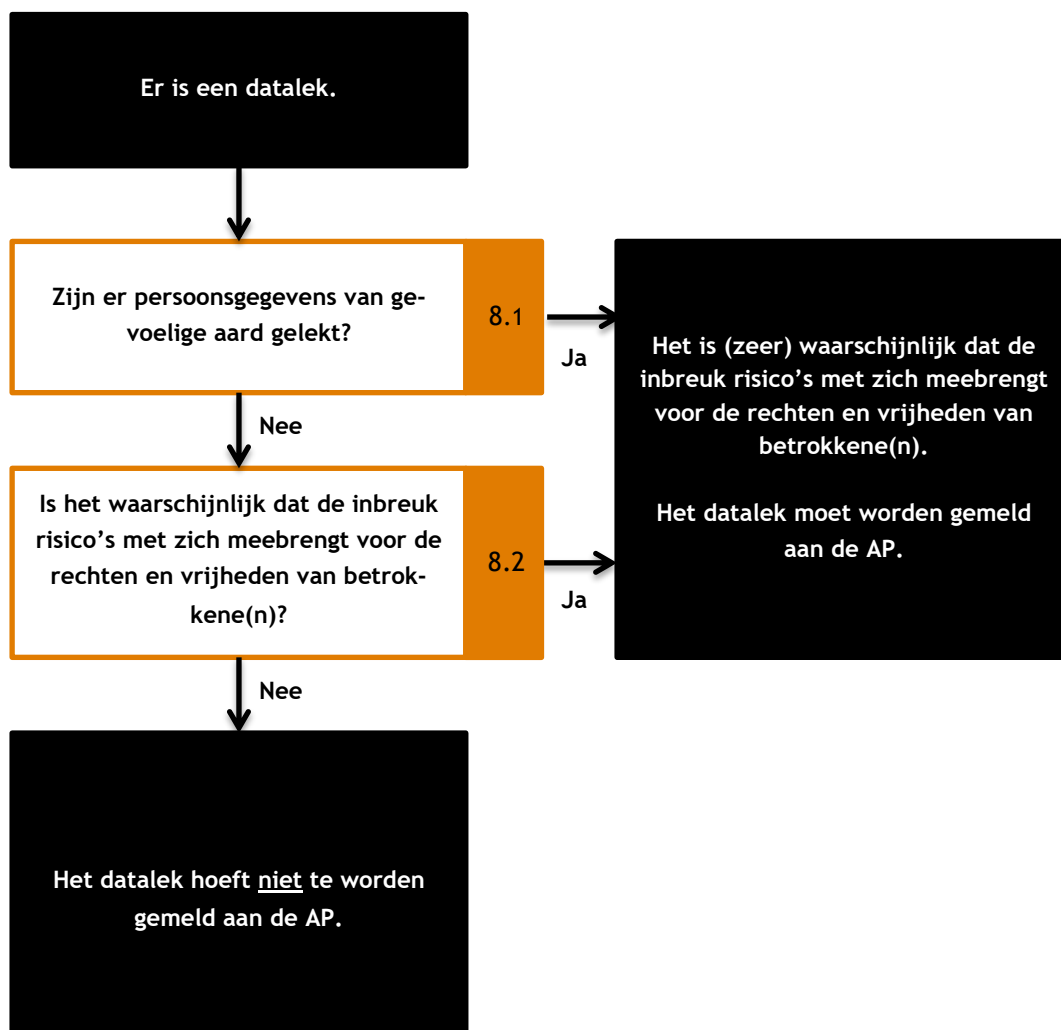 Er is een datalek.
Zijn er persoonsgegevens van ge-
voelige aard gelekt?
8.1
Ja
Het is (zeer) waarschijnlijk dat de
inbreuk risico’s met zich meebrengt
voor de rechten en vrijheden van
betrokkene(n).
Het datalek moet worden gemeld
aan de AP.
Nee
Is het waarschijnlijk dat de inbreuk
risico’s met zich meebrengt voor de
rechten en vrijheden van betrok-
kene(n)?
8.2
Ja
Nee
Het datalek hoeft niet te worden
gemeld aan de AP.